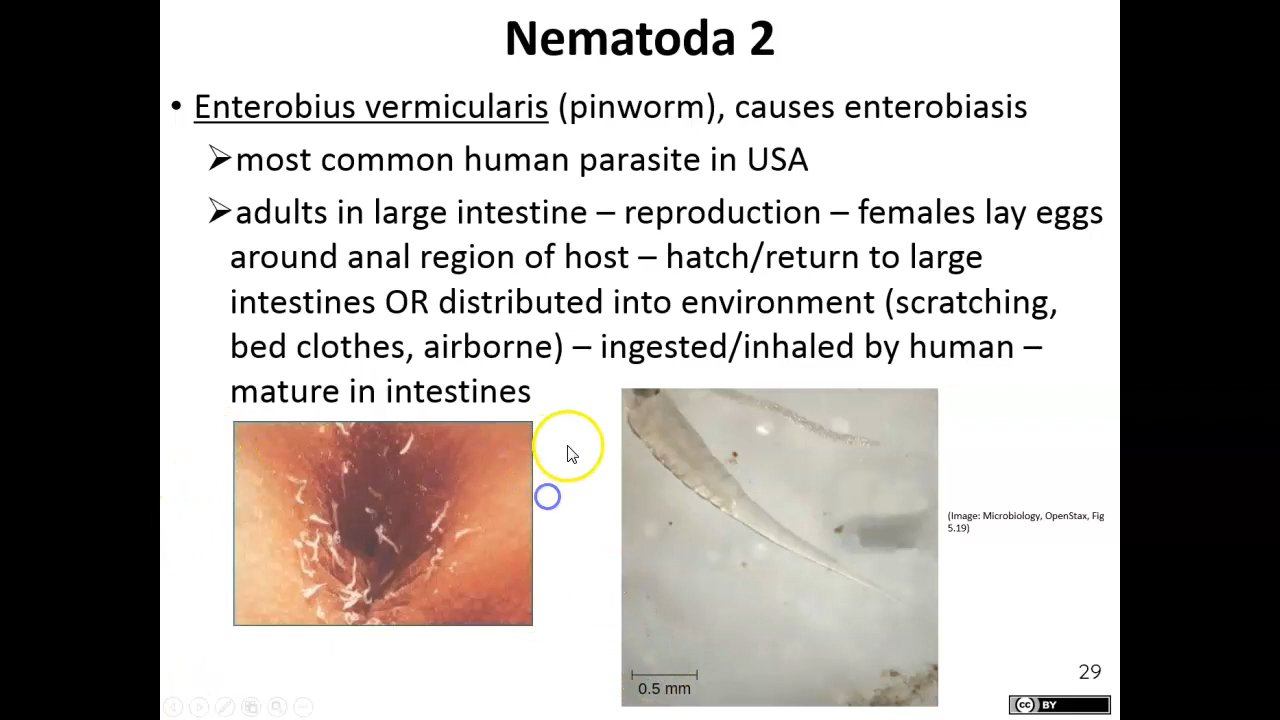 Nematoda 2
• Enterobius vermicularis (pinworm), causes enterobiasis
➢most common human parasite in USA
➢adults in large intestine – reproduction – females lay eggs
around anal region of host – hatch/return to large
intestines OR distributed into environment (scratching,
bed clothes, airborne) – ingested/inhaled by human –
mature in intestines
(Image: Microbiology, OpenStax, Fig
5.19)
0.5 mm
29
cc BY